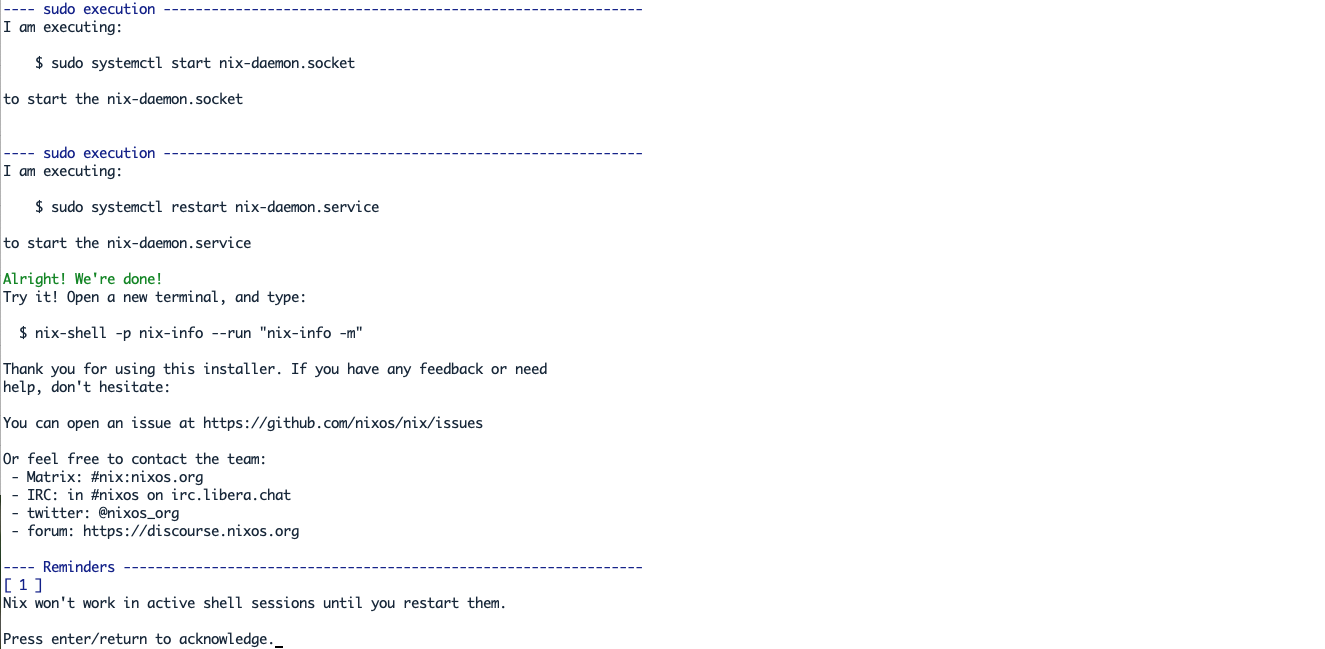 ---- sudo execution ------------------------------------------------------------
I am executing:
    $ sudo systemctl start nix-daemon.socket
to start the nix-daemon.socket
---- sudo execution ------------------------------------------------------------
I am executing:
    $ sudo systemctl restart nix-daemon.service
to start the nix-daemon.service
Alright! We're done!
Try it! Open a new terminal, and type:
  $ nix-shell -p nix-info --run "nix-info -m"
Thank you for using this installer. If you have any feedback or need
help, don't hesitate:
You can open an issue at https://github.com/nixos/nix/issues
Or feel free to contact the team:
 - Matrix: #nix:nixos.org
 - IRC: in #nixos on irc.libera.chat
 - twitter: @nixos_org
 - forum: https://discourse.nixos.org
---- Reminders -----------------------------------------------------------------
[ 1 ]
Nix won't work in active shell sessions until you restart them.
Press enter/return to acknowledge.